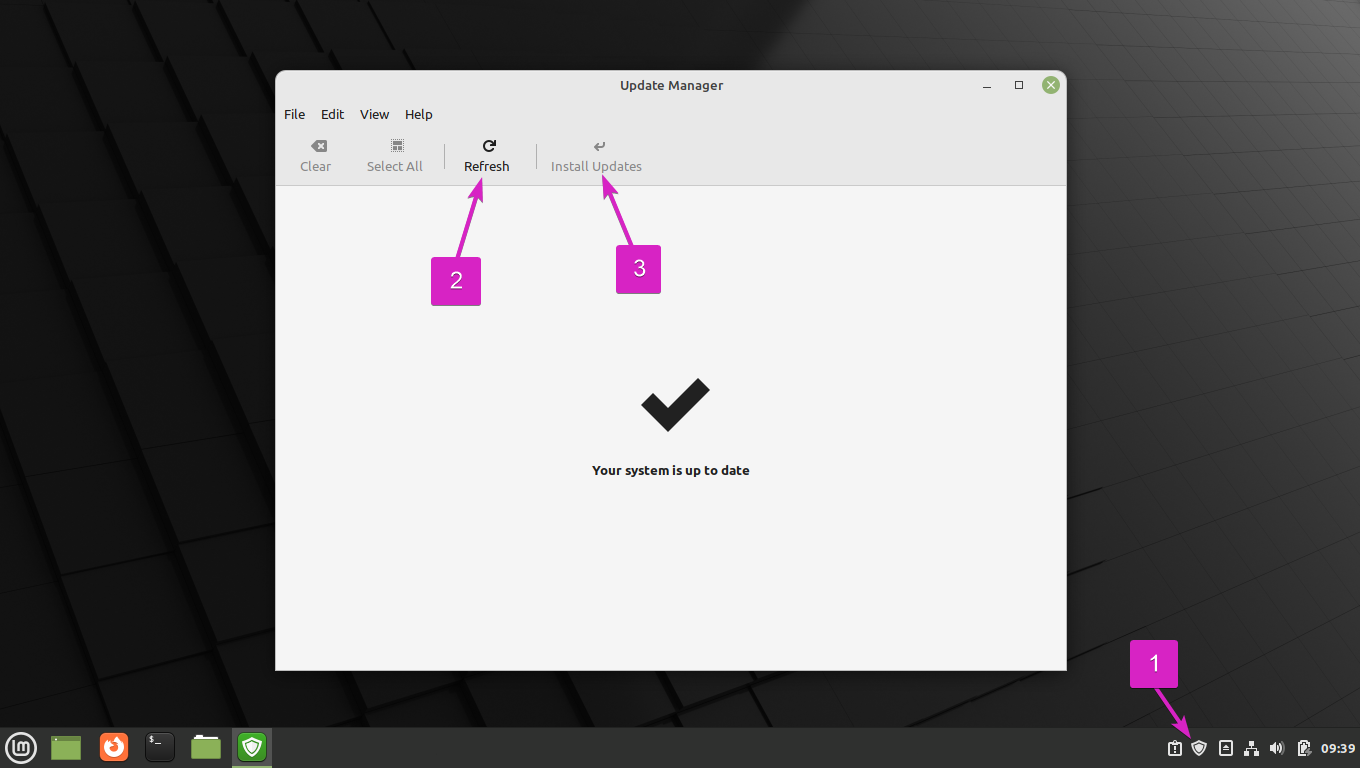 Update Manager
File Edit View Help
Clear Select All Refresh Install Updates
2
3
Your system is up to date
1
lm
$_
09:39